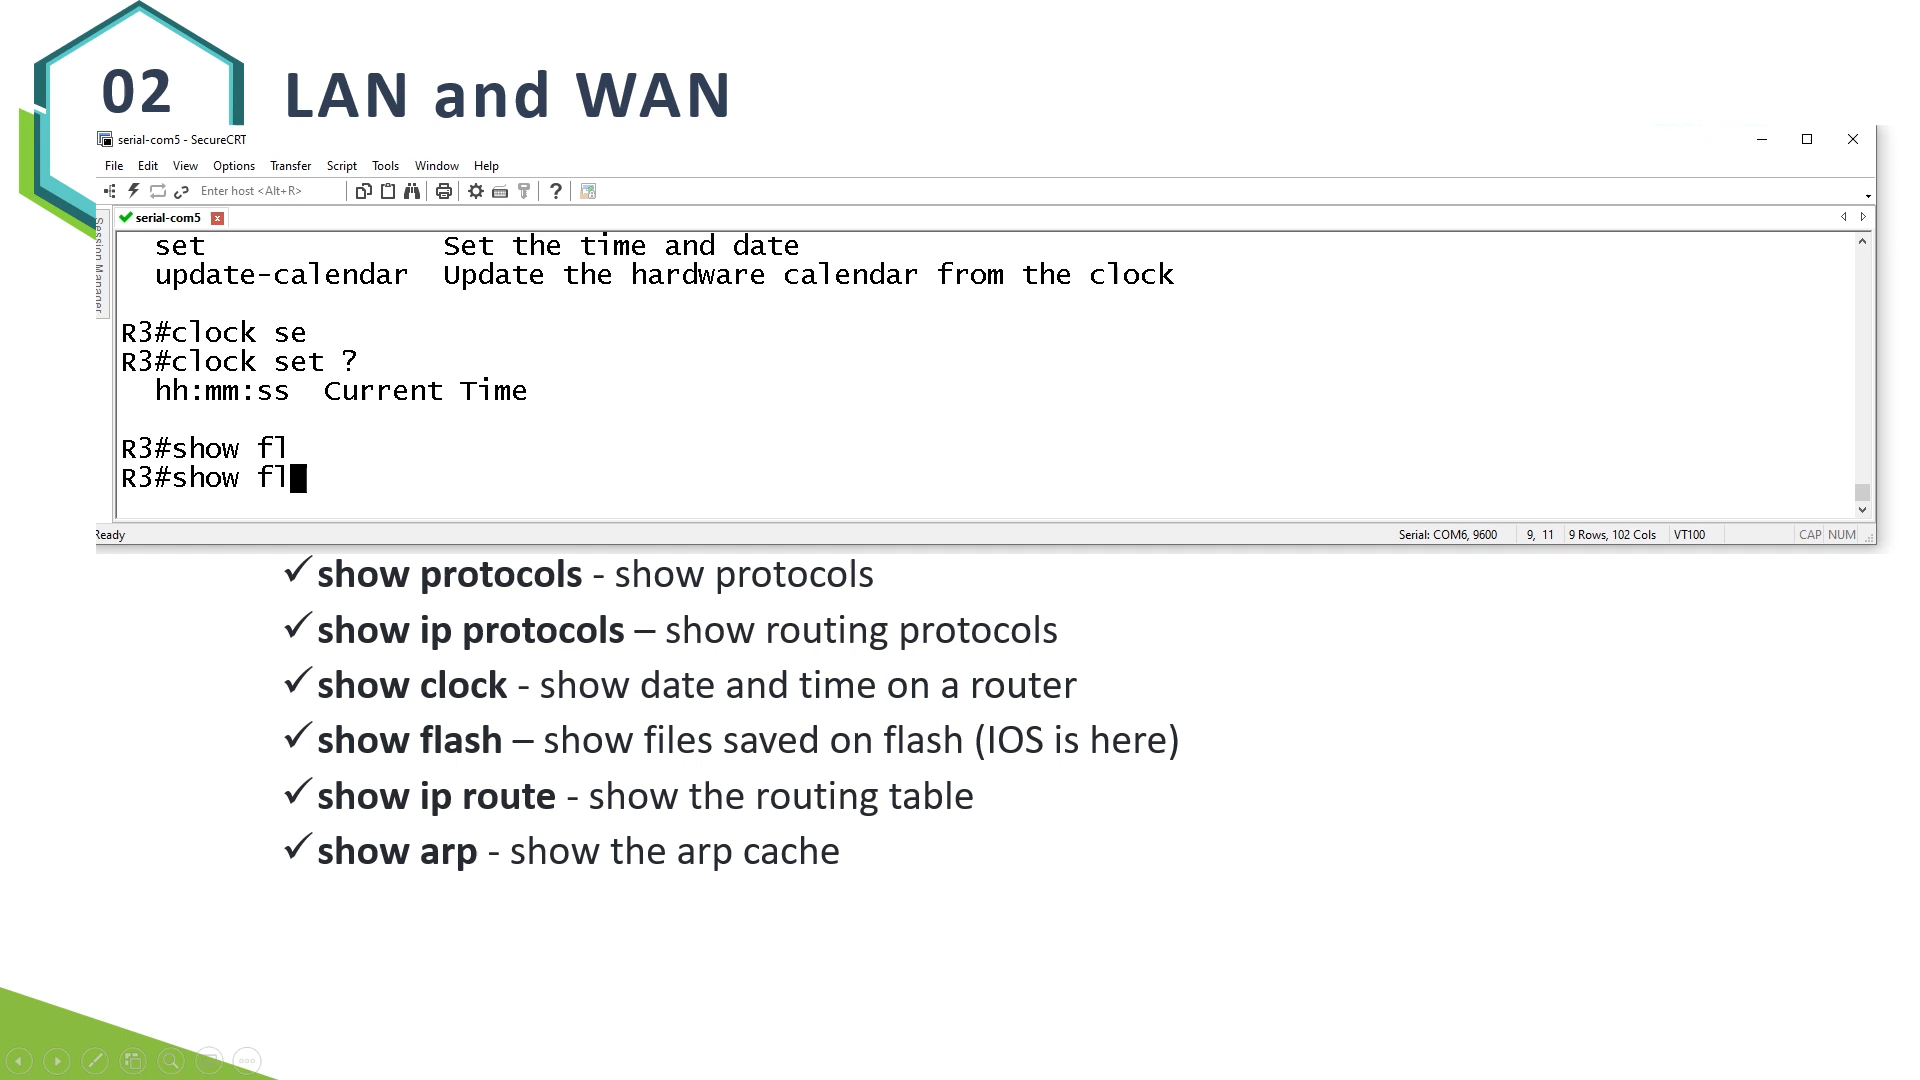 02
LAN and WAN
serial-com5 - SecureCRT
File Edit View Options Transfer Script Tools Window Help
Enter host <Alt+R>
serial-com5
Session Manager
set Set the time and date
update-calendar Update the hardware calendar from the clock
R3#clock se
R3#clock set ?
hh:mm:ss Current Time
R3#show fl
R3#show fl
Ready
Serial: COM6, 9600 9, 11 9 Rows, 102 Cols VT100 CAP NUM
✓ show protocols - show protocols
✓ show ip protocols – show routing protocols
✓ show clock - show date and time on a router
✓ show flash – show files saved on flash (IOS is here)
✓ show ip route - show the routing table
✓ show arp - show the arp cache